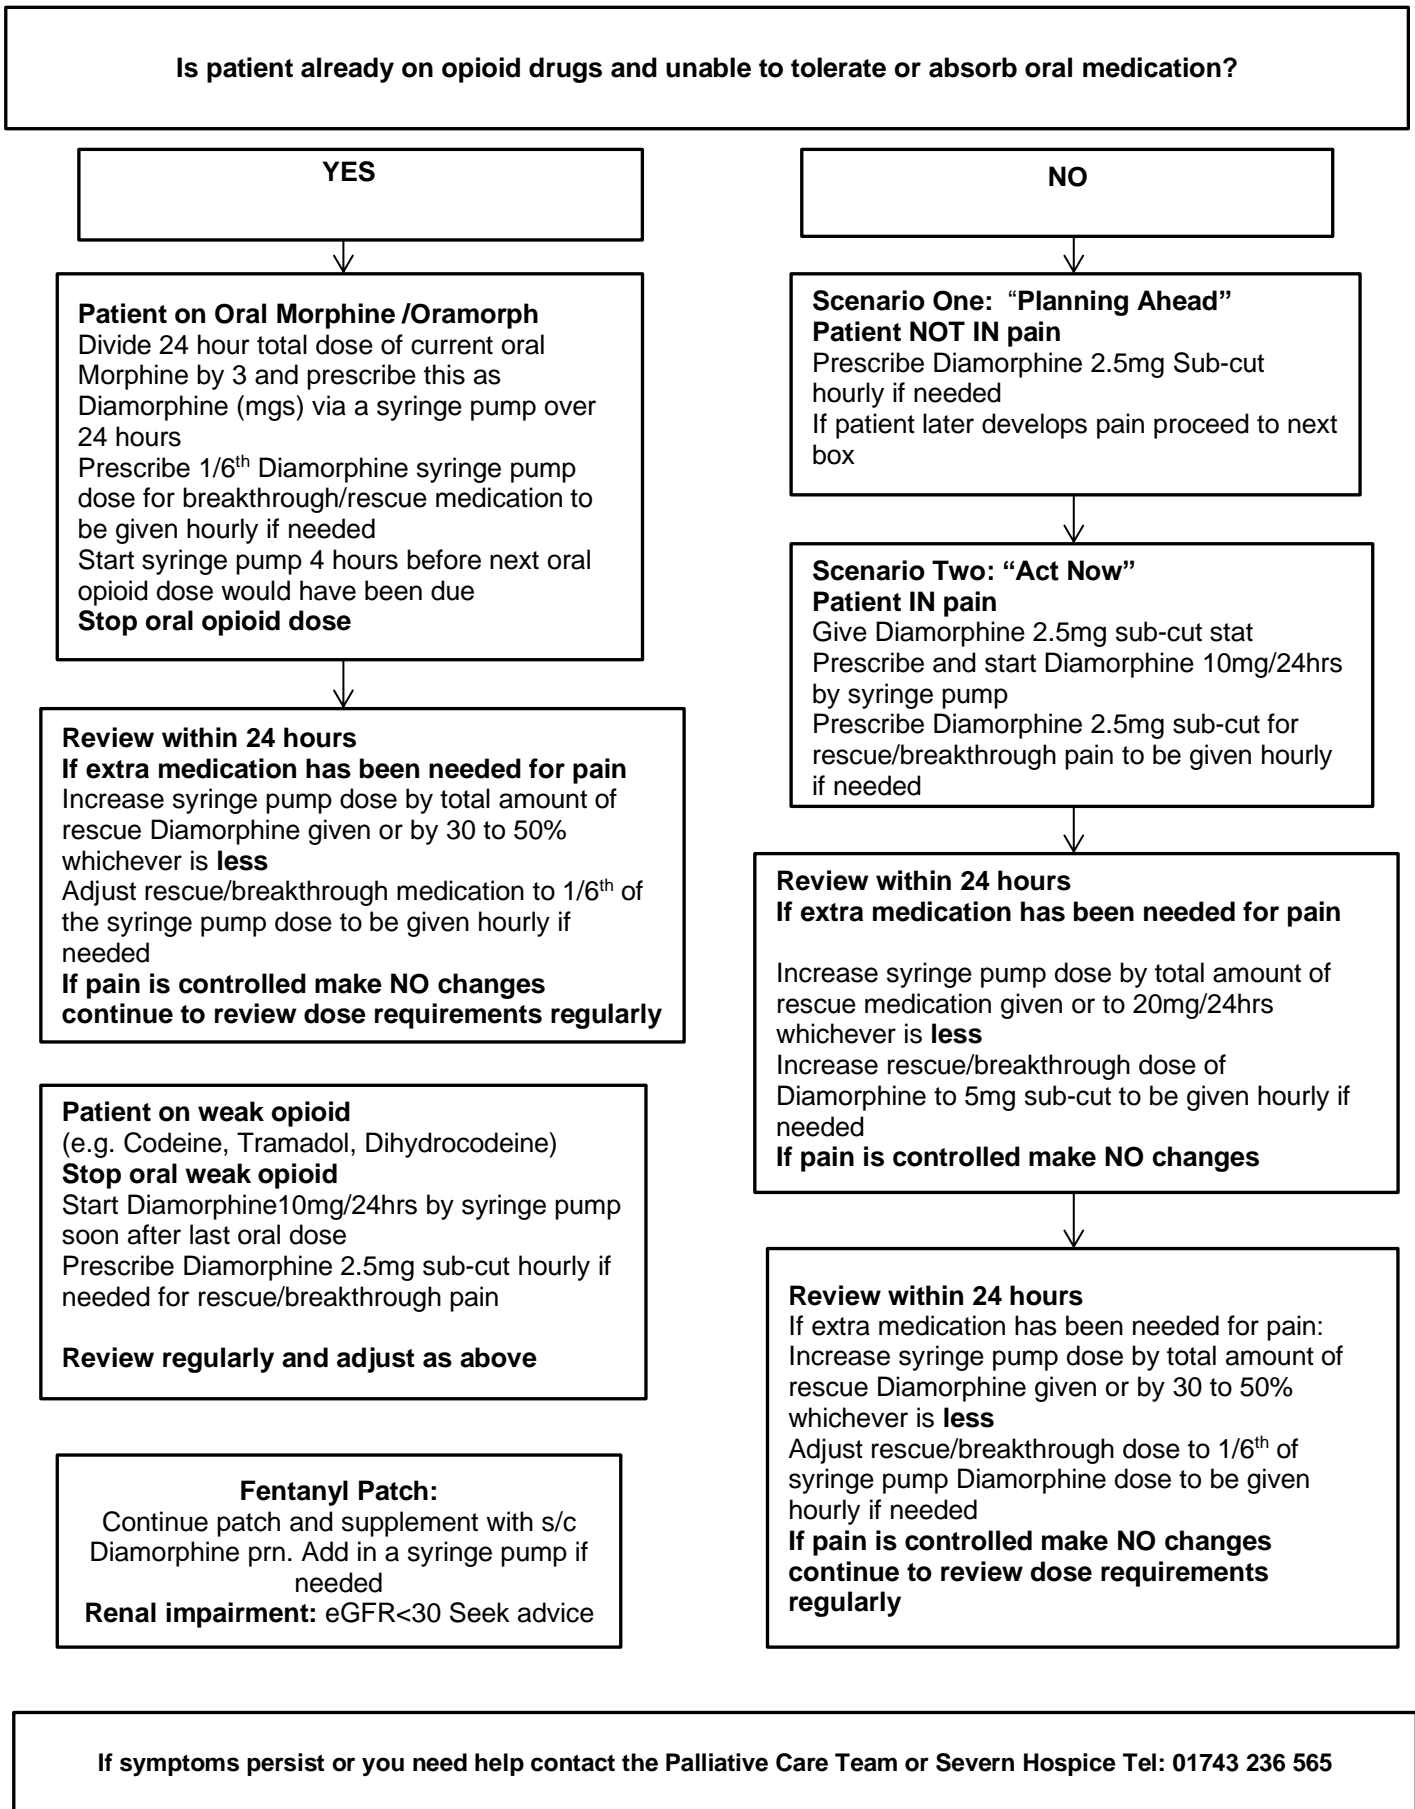 Is patient already on opioid drugs and unable to tolerate or absorb oral medication?
YES
Patient on Oral Morphine /Oramorph
Divide 24 hour total dose of current oral
Morphine by 3 and prescribe this as
Diamorphine (mgs) via a syringe pump over
24 hours
Prescribe 1/6th Diamorphine syringe pump
dose for breakthrough/rescue medication to
be given hourly if needed
Start syringe pump 4 hours before next oral
opioid dose would have been due
Stop oral opioid dose
Review within 24 hours
If extra medication has been needed for pain
Increase syringe pump dose by total amount of
rescue Diamorphine given or by 30 to 50%
whichever is less
Adjust rescue/breakthrough medication to 1/6th of
the syringe pump dose to be given hourly if
needed
If pain is controlled make NO changes
continue to review dose requirements regularly
Patient on weak opioid
(e.g. Codeine, Tramadol, Dihydrocodeine)
Stop oral weak opioid
Start Diamorphine10mg/24hrs by syringe pump
soon after last oral dose
Prescribe Diamorphine 2.5mg sub-cut hourly if
needed for rescue/breakthrough pain
Review regularly and adjust as above
Fentanyl Patch:
Continue patch and supplement with s/c
Diamorphine prn. Add in a syringe pump if
needed
Renal impairment: eGFR<30 Seek advice
NO
Scenario One: “Planning Ahead”
Patient NOT IN pain
Prescribe Diamorphine 2.5mg Sub-cut
hourly if needed
If patient later develops pain proceed to next
box
Scenario Two: “Act Now”
Patient IN pain
Give Diamorphine 2.5mg sub-cut stat
Prescribe and start Diamorphine 10mg/24hrs
by syringe pump
Prescribe Diamorphine 2.5mg sub-cut for
rescue/breakthrough pain to be given hourly
if needed
Review within 24 hours
If extra medication has been needed for pain
Increase syringe pump dose by total amount of
rescue medication given or to 20mg/24hrs
whichever is less
Increase rescue/breakthrough dose of
Diamorphine to 5mg sub-cut to be given hourly if
needed
If pain is controlled make NO changes
Review within 24 hours
If extra medication has been needed for pain:
Increase syringe pump dose by total amount of
rescue Diamorphine given or by 30 to 50%
whichever is less
Adjust rescue/breakthrough dose to 1/6th of
syringe pump Diamorphine dose to be given
hourly if needed
If pain is controlled make NO changes
continue to review dose requirements
regularly
If symptoms persist or you need help contact the Palliative Care Team or Severn Hospice Tel: 01743 236 565